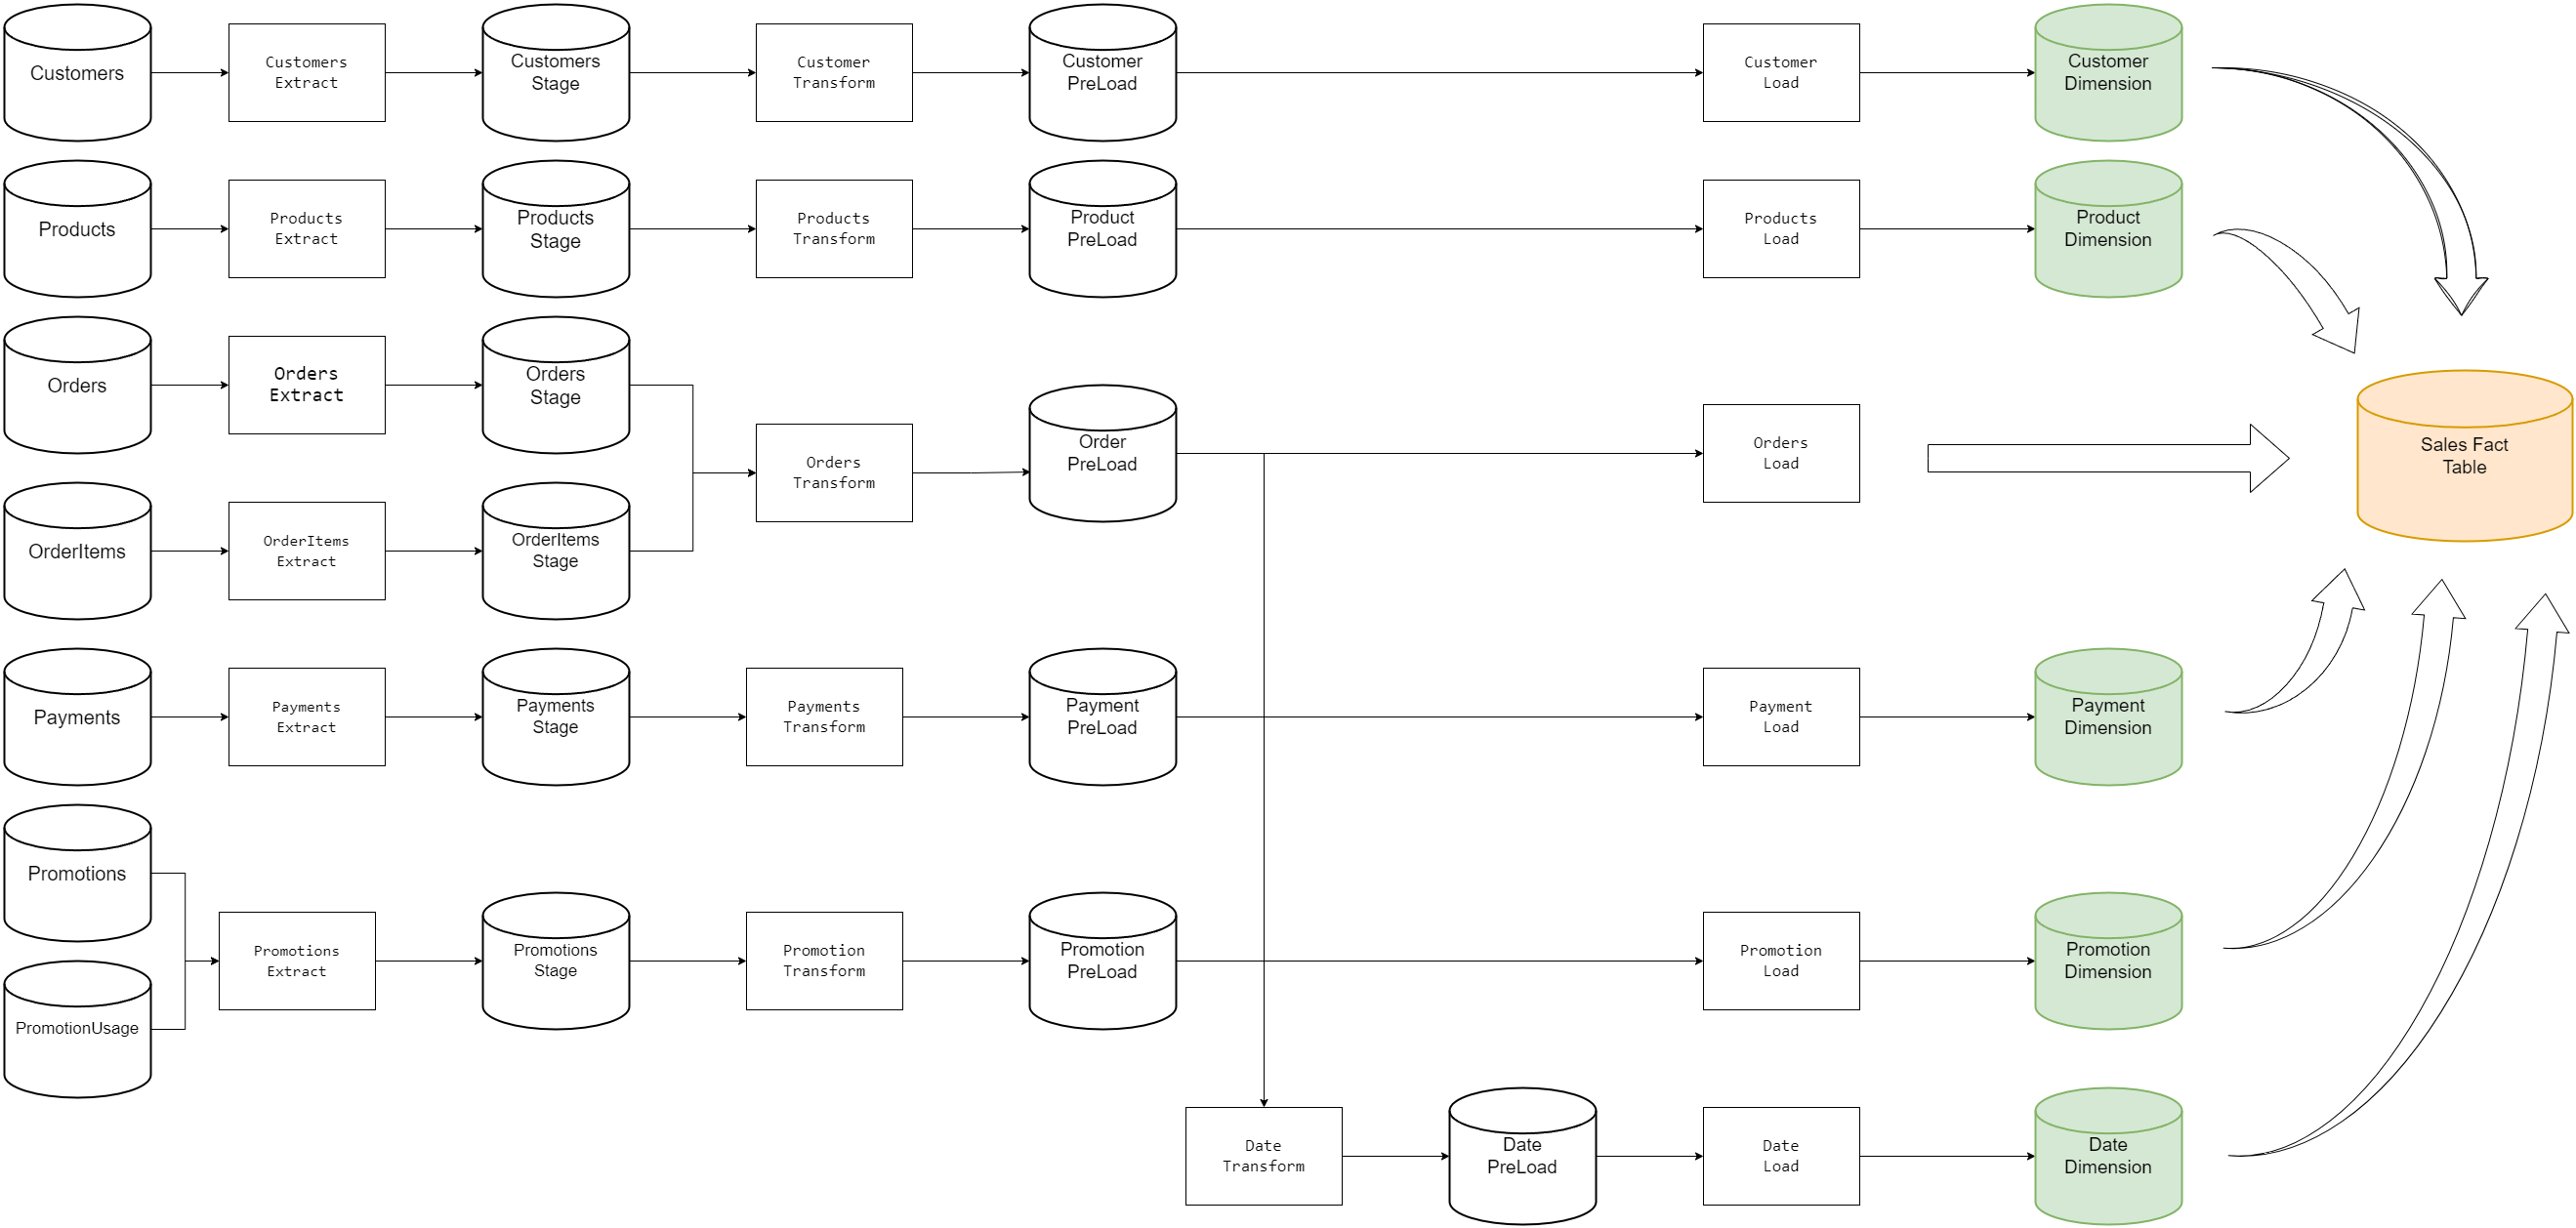 Customers
Customers
Extract
Customers
Stage
Customer
Transform
Customer
PreLoad
Customer
Load
Customer
Dimension
Products
Products
Extract
Products
Stage
Products
Transform
Product
PreLoad
Products
Load
Product
Dimension
Orders
Orders
Extract
Orders
Stage
OrderItems
OrderItems
Extract
OrderItems
Stage
Orders
Transform
Order
PreLoad
Orders
Load
Sales Fact
Table
Payments
Payments
Extract
Payments
Stage
Payments
Transform
Payment
PreLoad
Payment
Load
Payment
Dimension
Promotions
PromotionUsage
Promotions
Extract
Promotions
Stage
Promotion
Transform
Promotion
PreLoad
Promotion
Load
Promotion
Dimension
Date
Transform
Date
PreLoad
Date
Load
Date
Dimension